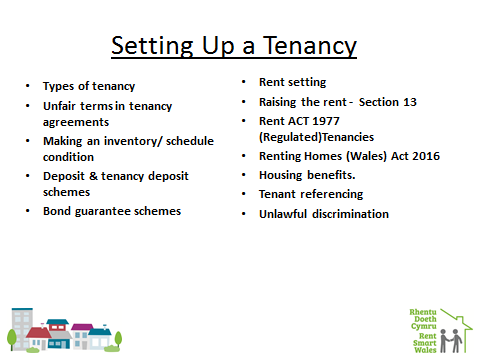 Setting Up a Tenancy
• Types of tenancy
• Unfair terms in tenancy
agreements
• Making an inventory/ schedule
condition
• Deposit & tenancy deposit
schemes
• Bond guarantee schemes
• Rent setting
• Raising the rent - Section 13
• Rent ACT 1977
(Regulated)Tenancies
• Renting Homes (Wales) Act 2016
• Housing benefits.
• Tenant referencing
• Unlawful discrimination
Rhentu
Doeth
Cymru
Rent
Smart
Wales